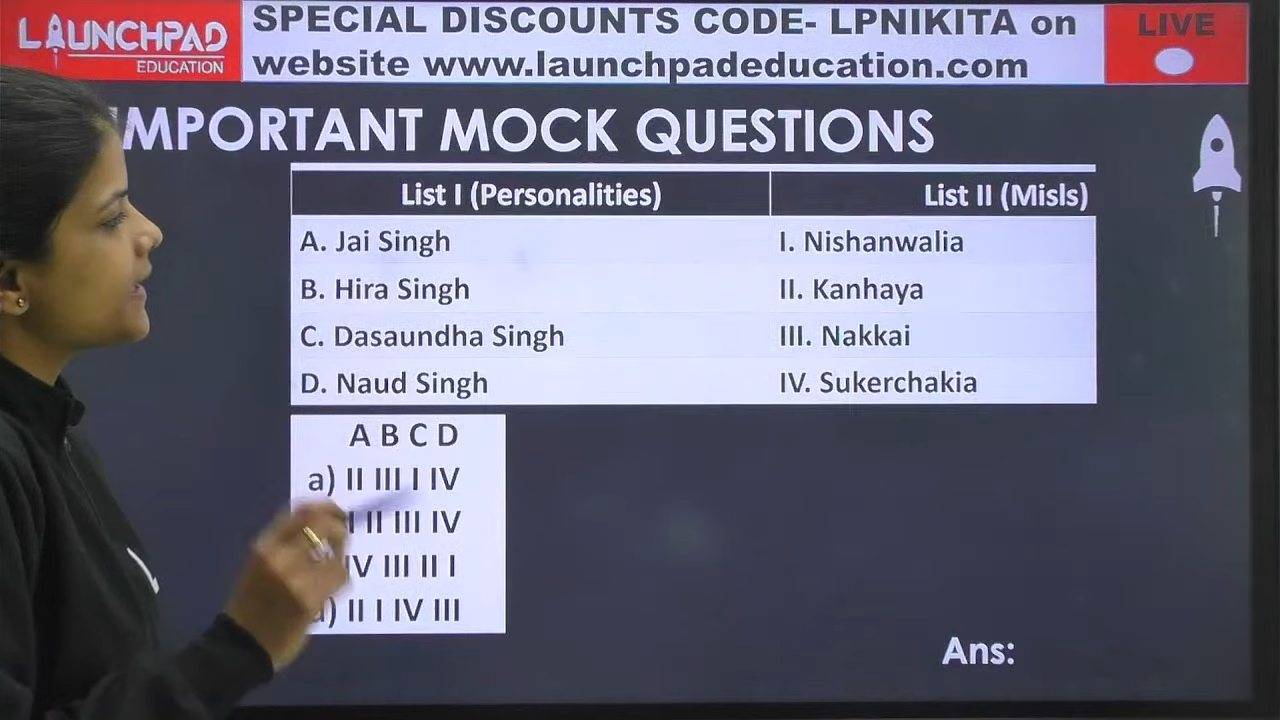 LAUNCHPAD
EDUCATION
SPECIAL DISCOUNTS CODE- LPNIKITA on
website www.launchpadeducation.com
LIVE
IMPORTANT MOCK QUESTIONS
List I (Personalities) List II (Misls)
A. Jai Singh I. Nishanwalia
B. Hira Singh II. Kanhaya
C. Dasaundha Singh III. Nakkai
D. Naud Singh IV. Sukerchakia
A B C D
a) II III I IV
I II III IV
IV III II I
d) II I IV III
Ans: